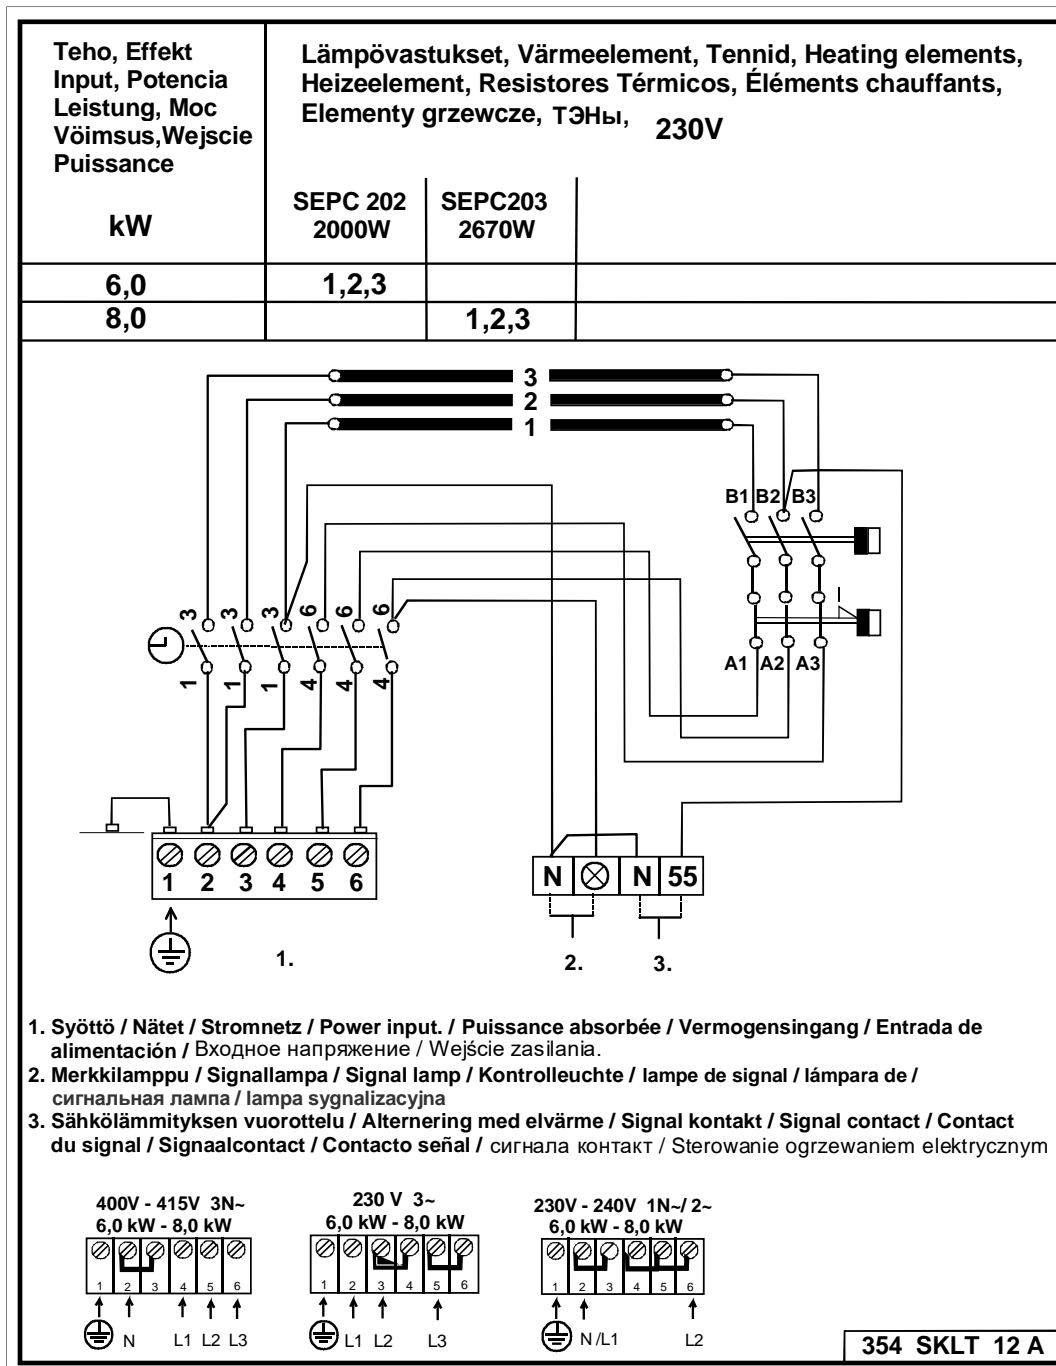 Teho, Effekt
Input, Potencia
Leistung, Moc
Vöimsus,Wejscie
Puissance
kW
Lämpövastukset, Värmeelement, Tennid, Heating elements,
Heizeelement, Resistores Térmicos, Éléments chauffants,
Elementy grzewcze, ТЭНы, 230V
SEPC 202
2000W
SEPC203
2670W
6,0 1,2,3
8,0 1,2,3
3
2
1
B1 B2 B3
3 3 3 6 6 6
1 1 1 4 4 4
A1 A2 A3
1 2 3 4 5 6
N N 55
1. 2. 3.
1. Syöttö / Nätet / Stromnetz / Power input. / Puissance absorbée / Vermogensingang / Entrada de
alimentación / Входное напряжение / Wejście zasilania.
2. Merkkilamppu / Signallampa / Signal lamp / Kontrolleuchte / lampe de signal / lámpara de /
сигнальная лампа / lampa sygnalizacyjna
3. Sähkölämmityksen vuorottelu / Alternering med elvärme / Signal kontakt / Signal contact / Contact
du signal / Signaalcontact / Contacto señal / сигнала контакт / Sterowanie ogrzewaniem elektrycznym
400V - 415V 3N~
6,0 kW - 8,0 kW
1 2 3 4 5 6
N L1 L2 L3
230 V 3~
6,0 kW - 8,0 kW
1 2 3 4 5 6
L1 L2 L3
230V - 240V 1N~/ 2~
6,0 kW - 8,0 kW
1 2 3 4 5 6
N /L1 L2
354 SKLT 12 A